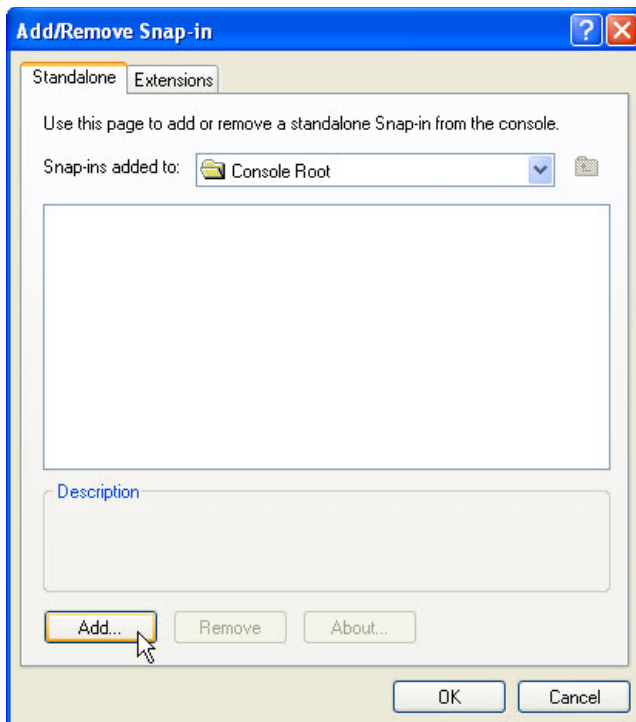 Add/Remove Snap-in
Standalone
Extensions
Use this page to add or remove a standalone Snap-in from the console.
Snap-ins added to:
Console Root
Description
Add...
Remove
About...
OK
Cancel